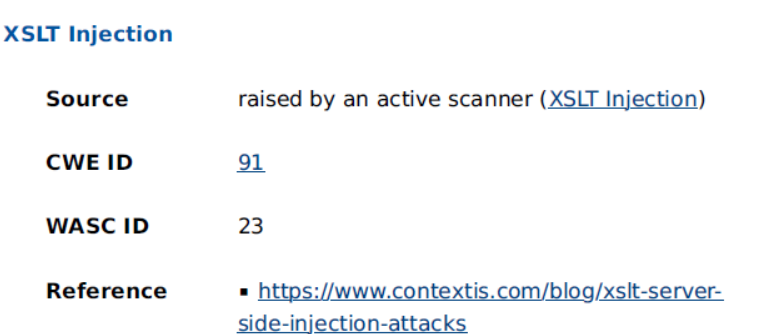 XSLT Injection
Source raised by an active scanner (XSLT Injection)
CWE ID 91
WASC ID 23
Reference ▪ https://www.contextis.com/blog/xslt-server-
side-injection-attacks